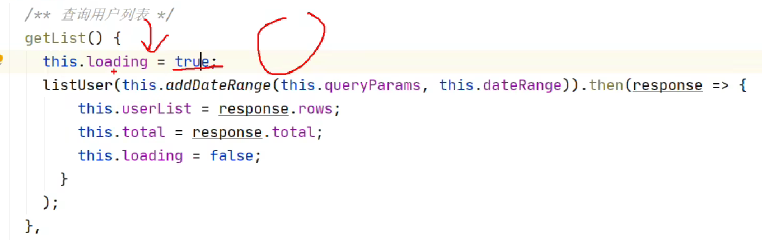 /** 查询用户列表 */
getList() {
this.loading = true;
listUser(this.addDateRange(this.queryParams, this.dateRange)).then(response => {
this.userList = response.rows;
this.total = response.total;
this.loading = false;
}
);
},